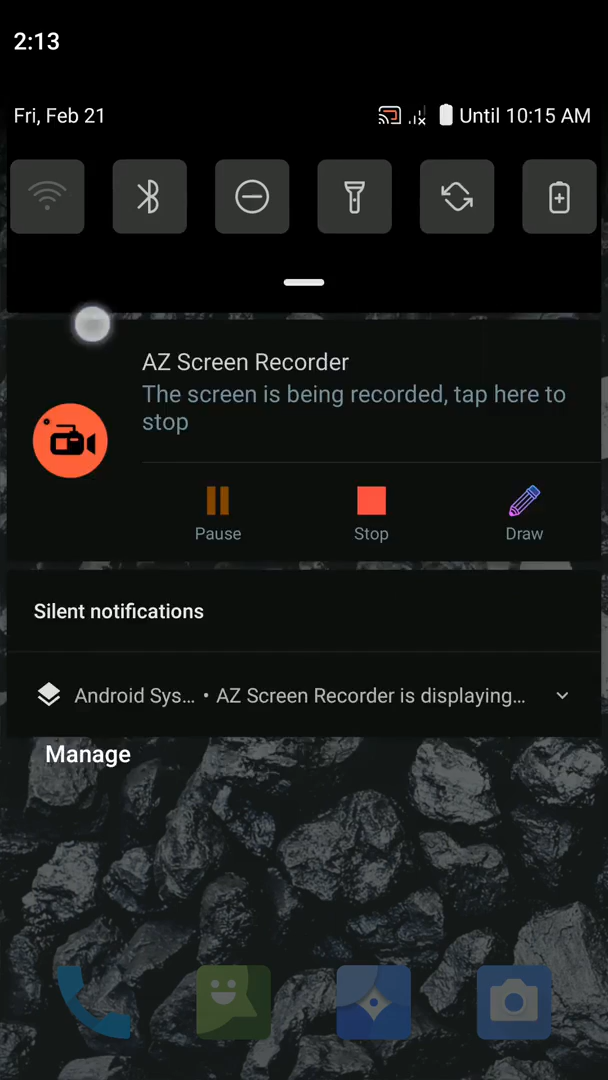 2:13
Fri, Feb 21
Until 10:15 AM
AZ Screen Recorder
The screen is being recorded, tap here to
stop
Pause
Stop
Draw
Silent notifications
Android Sys... • AZ Screen Recorder is displaying...
Manage